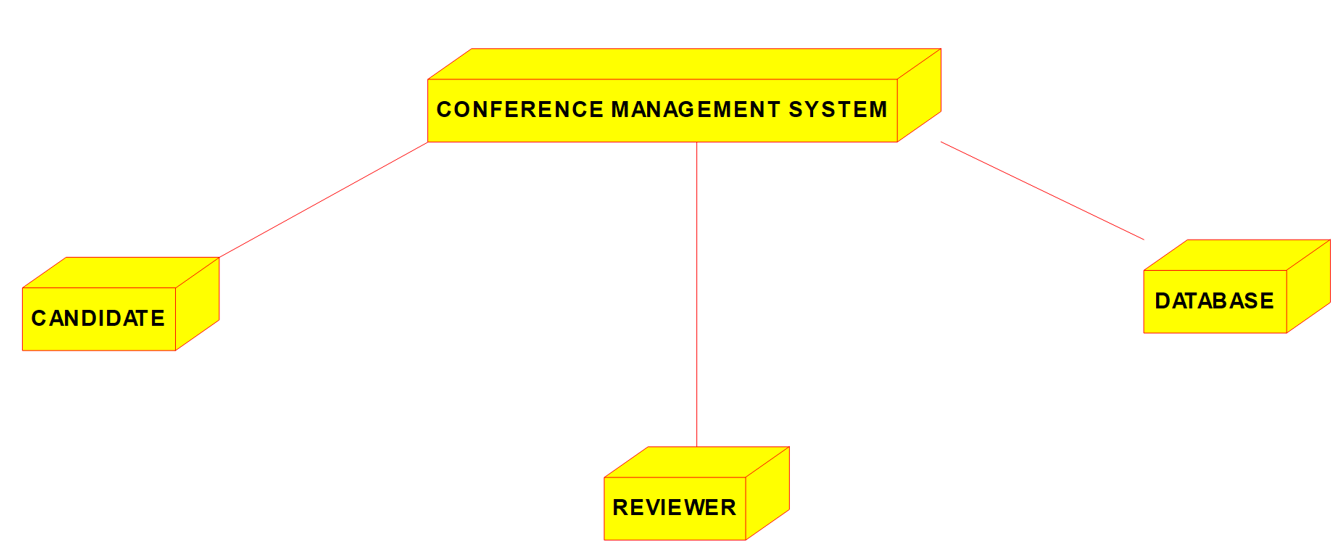 CONFERENCE MANAGEMENT SYSTEM
CANDIDATE
DATABASE
REVIEWER